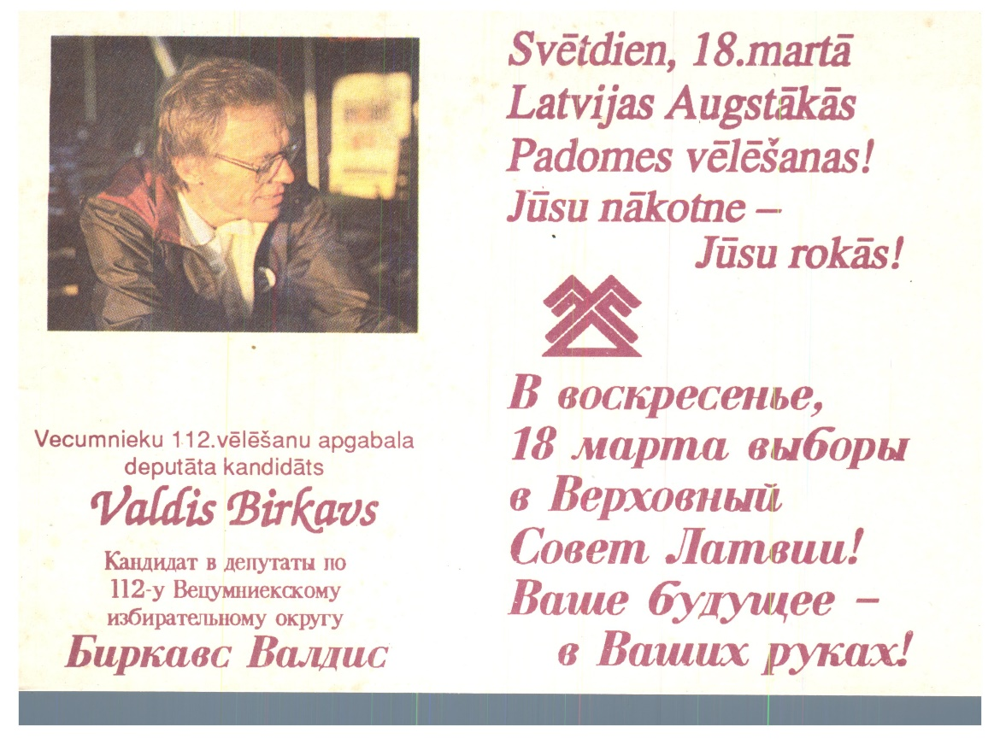 Vecumnieku 112.vēlēšanu apgabala
deputāta kandidāts
Valdis Birkavs
Кандидат в депутаты по
112-у Вецумниекскому
избирательному округу
Биркавс Валдис
Svētdien, 18.martā
Latvijas Augstākās
Padomes vēlēšanas!
Jūsu nākotne –
Jūsu rokās!
В воскресенье,
18 марта выборы
в Верховный
Совет Латвии!
Ваше будущее –
в Ваших руках!